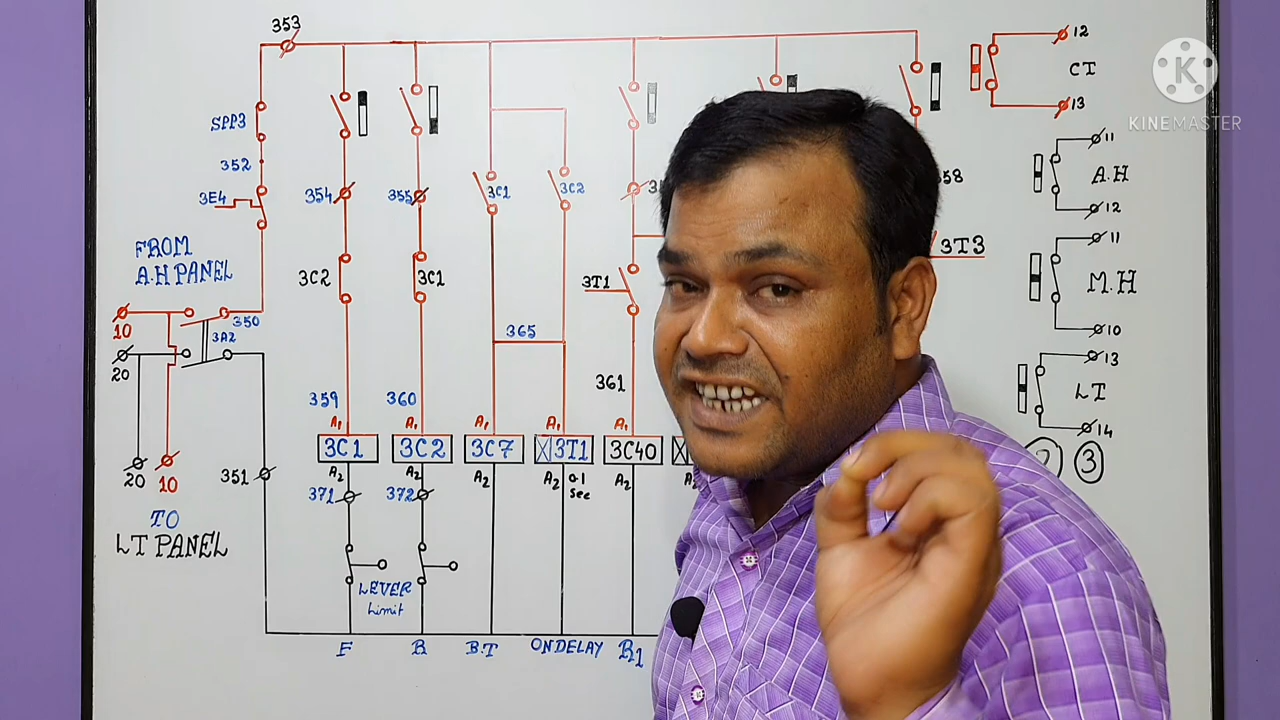 353
12
CT
13
KINEMASTER
SPP3
352
3E4
354
355
3C1
3C2
58
11
A.H
12
FROM
A.H PANEL
3C2
3C1
3T1
3T3
11
M.H
10
10
350
3A2
20
365
361
13
LT
14
359
360
A1
A1
A1
A1
A1
3C1
3C2
3C7
3T1
3C40
3
A2
A2
A2
A2
0.1
Sec
A2
20
10
351
371
372
TO
LT PANEL
LEVER
Limit
F
R
B.T
ONDELAY
R1